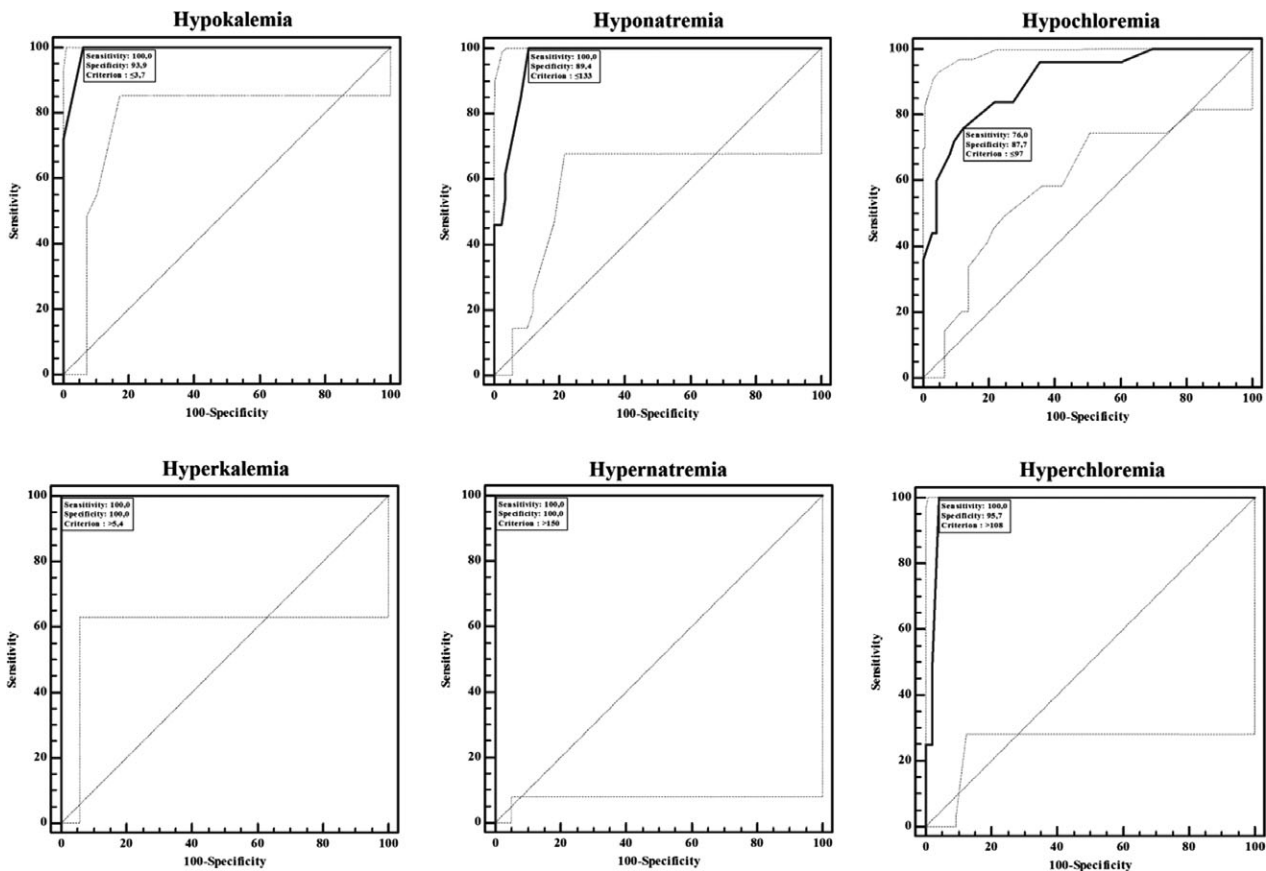 Hypokalemia
100
80
60
40
20
0
Sensitivity: 100,0
Specificity: 93,9
Criterion : ≤3,7
Sensitivity
0 20 40 60 80 100
100-Specificity
Hyponatremia
100
80
60
40
20
0
Sensitivity: 100,0
Specificity: 89,4
Criterion : ≤133
Sensitivity
0 20 40 60 80 100
100-Specificity
Hypochloremia
100
80
60
40
20
0
Sensitivity: 76,0
Specificity: 87,7
Criterion : ≤97
Sensitivity
0 20 40 60 80 100
100-Specificity
Hyperkalemia
100
80
60
40
20
0
Sensitivity: 100,0
Specificity: 100,0
Criterion : >5,4
Sensitivity
0 20 40 60 80 100
100-Specificity
Hypernatremia
100
80
60
40
20
0
Sensitivity: 100,0
Specificity: 100,0
Criterion : >150
Sensitivity
0 20 40 60 80 100
100-Specificity
Hyperchloremia
100
80
60
40
20
0
Sensitivity: 100,0
Specificity: 95,7
Criterion : >108
Sensitivity
0 20 40 60 80 100
100-Specificity